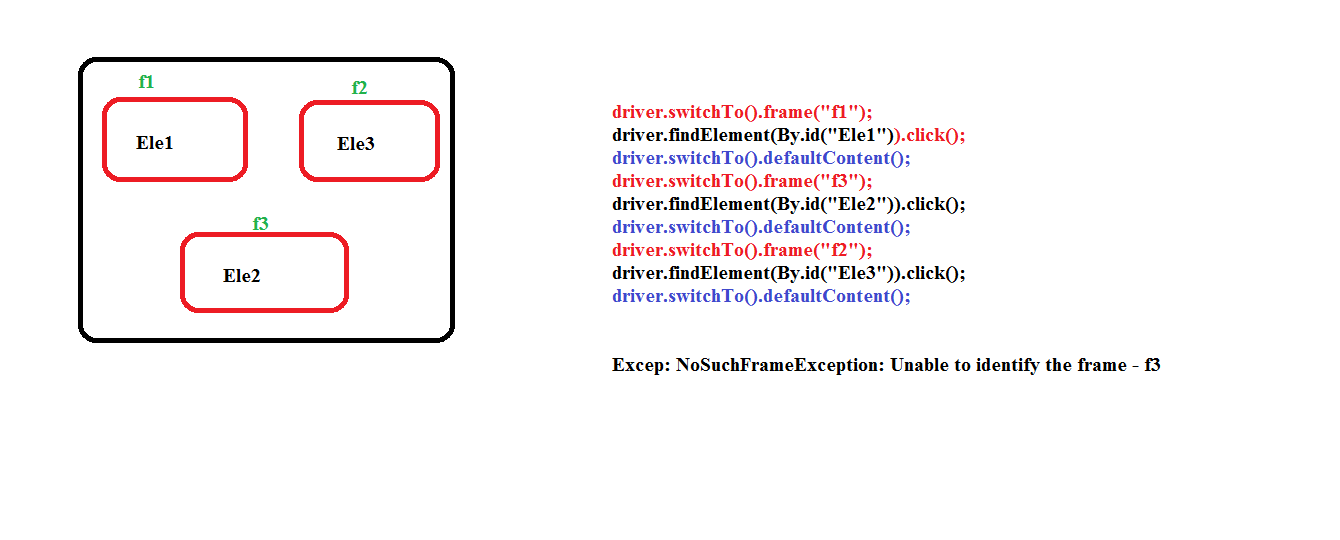 f1
f2
Ele1
Ele3
f3
Ele2
driver.switchTo().frame("f1");
driver.findElement(By.id("Ele1")).click();
driver.switchTo().defaultContent();
driver.switchTo().frame("f3");
driver.findElement(By.id("Ele2")).click();
driver.switchTo().defaultContent();
driver.switchTo().frame("f2");
driver.findElement(By.id("Ele3")).click();
driver.switchTo().defaultContent();
Excep: NoSuchFrameException: Unable to identify the frame - f3